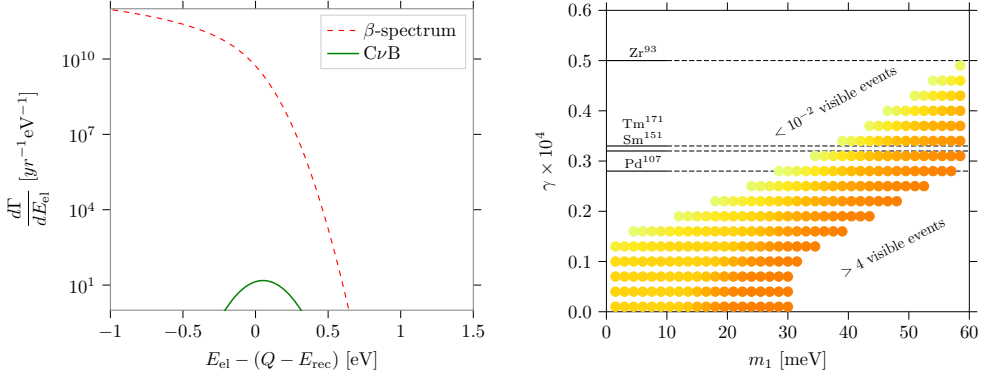 β-spectrum
CνB
10^10
10^7
10^4
10^1
dΓ/dE_el [yr^−1 eV^−1]
−1 −0.5 0 0.5 1 1.5
E_el − (Q − E_rec) [eV]
0.6
0.5
0.4
0.3
0.2
0.1
0.0
γ × 10^4
Zr^93
Tm^171
Sm^151
Pd^107
< 10^−2 visible events
> 4 visible events
0 10 20 30 40 50 60
m_1 [meV]